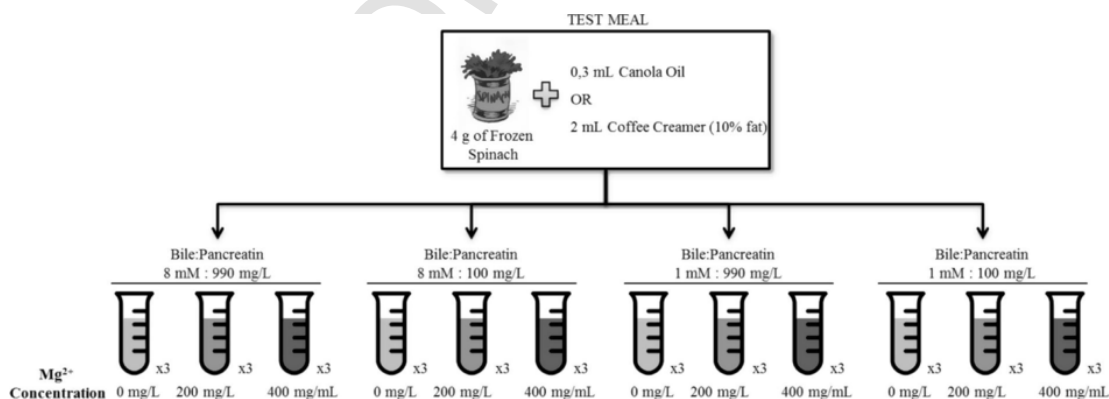 TEST MEAL
SPINACH
4 g of Frozen
Spinach
0,3 mL Canola Oil
OR
2 mL Coffee Creamer (10% fat)
Bile:Pancreatin
8 mM : 990 mg/L
Bile:Pancreatin
8 mM : 100 mg/L
Bile:Pancreatin
1 mM : 990 mg/L
Bile:Pancreatin
1 mM : 100 mg/L
x3 x3 x3 x3 x3 x3 x3 x3 x3 x3 x3 x3
Mg²⁺
Concentration 0 mg/L 200 mg/L 400 mg/mL 0 mg/L 200 mg/L 400 mg/mL 0 mg/L 200 mg/L 400 mg/mL 0 mg/L 200 mg/L 400 mg/mL